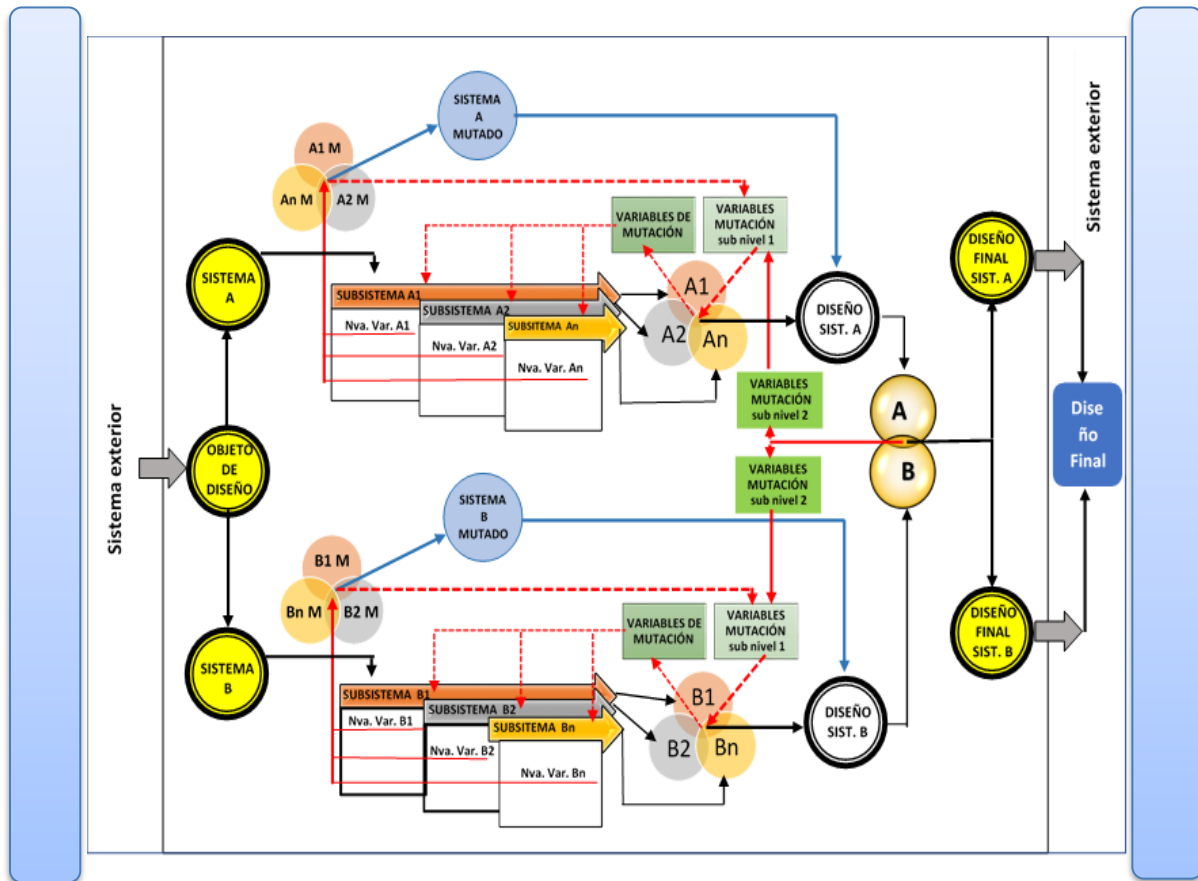 Sistema exterior
OBJETO
DE
DISEÑO
SISTEMA
A
SISTEMA
B
A1 M
An M
A2 M
SISTEMA
A
MUTADO
VARIABLES DE
MUTACIÓN
VARIABLES
MUTACIÓN
sub nivel 1
SUBSISTEMA A1
SUBSISTEMA A2
SUBSITEMA An
Nva. Var. A1
Nva. Var. A2
Nva. Var. An
A1
A2
An
DISEÑO
SIST. A
VARIABLES
MUTACIÓN
sub nivel 2
VARIABLES
MUTACIÓN
sub nivel 2
A
B
B1 M
Bn M
B2 M
SISTEMA
B
MUTADO
VARIABLES DE
MUTACIÓN
VARIABLES
MUTACIÓN
sub nivel 1
SUBSISTEMA B1
SUBSISTEMA B2
SUBSITEMA Bn
Nva. Var. B1
Nva. Var. B2
Nva. Var. Bn
B1
B2
Bn
DISEÑO
SIST. B
DISEÑO
FINAL
SIST. A
DISEÑO
FINAL
SIST. B
Sistema exterior
Dise
ño
Final